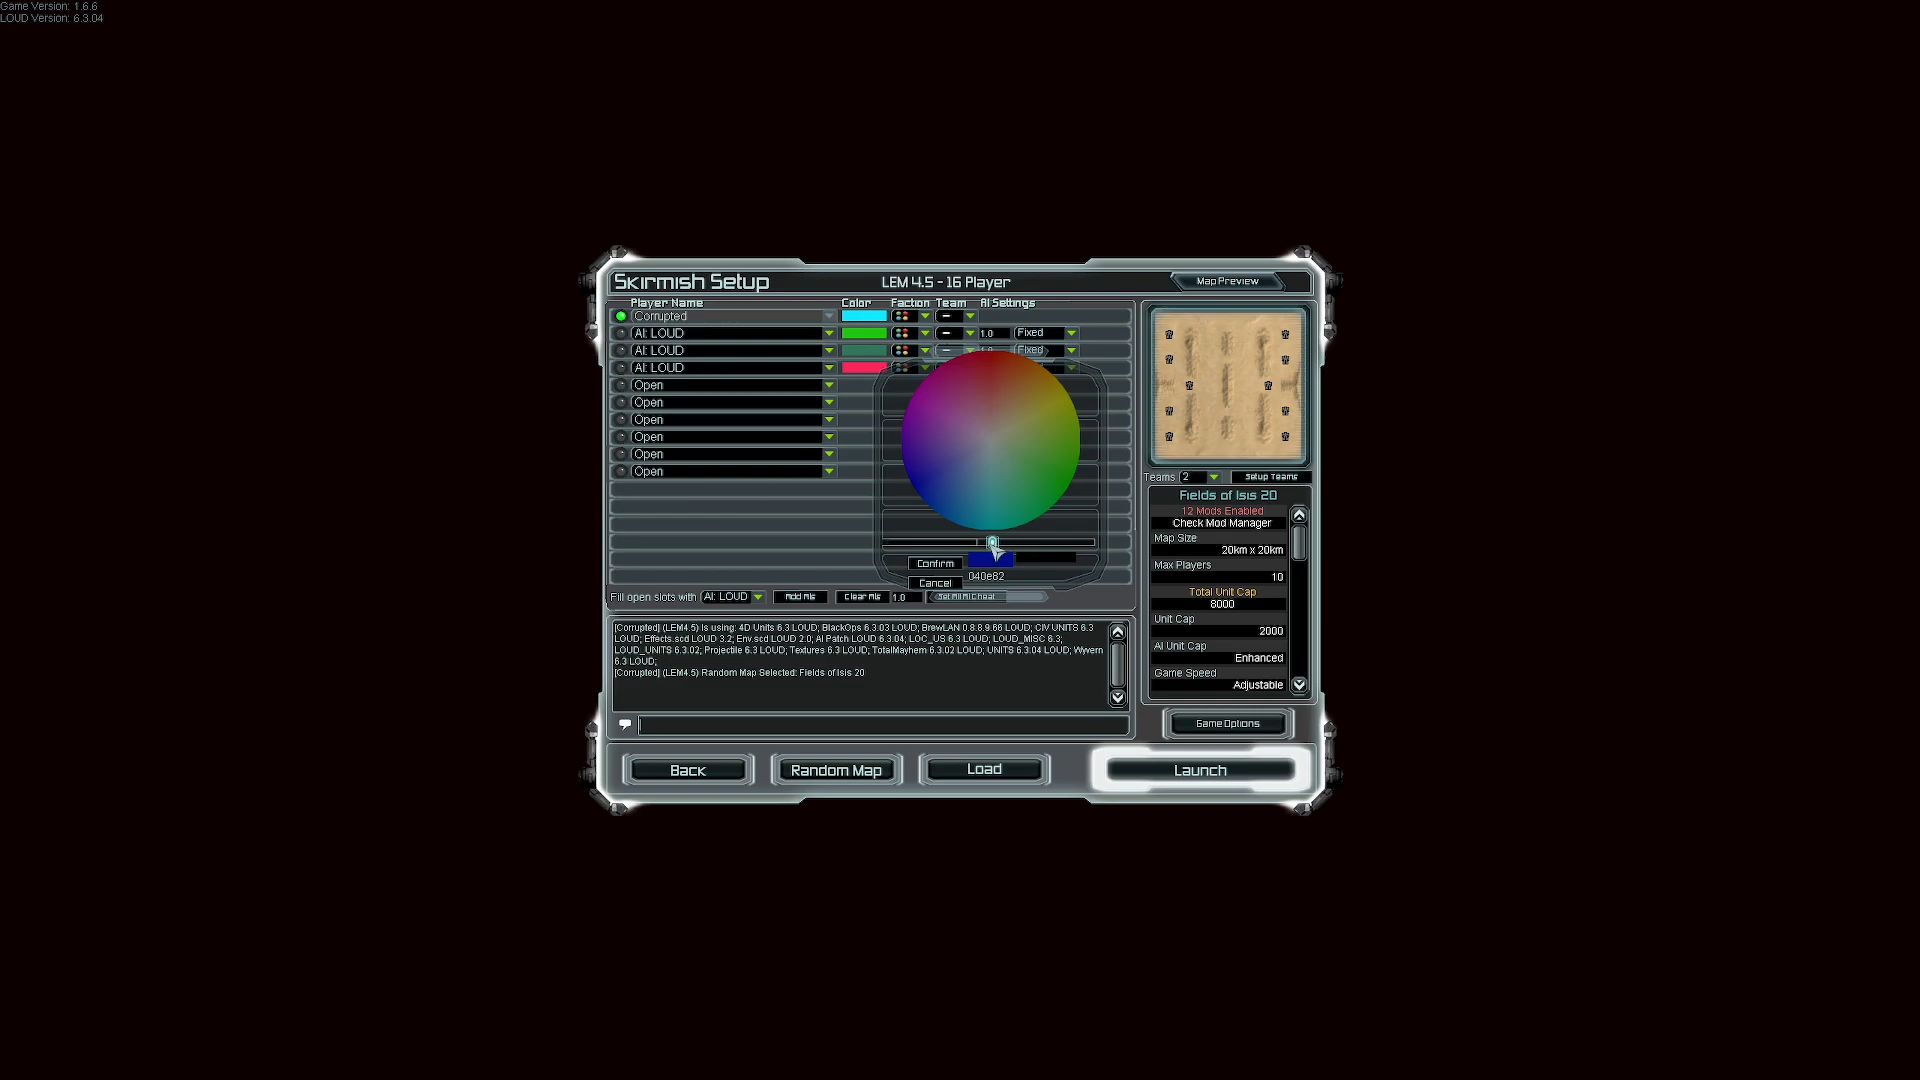 Game Version: 1.6.6
LOUD Version: 6.3.04
Skirmish Setup
LEM 4.5 - 16 Player
Map Preview
Player Name Color Faction Team AI Settings
Corrupted –
AI: LOUD – 1.0 Fixed
AI: LOUD – 1.0 Fixed
AI: LOUD
Open
Open
Open
Open
Open
Open
Confirm
040e82
Cancel
Fill open slots with AI: LOUD Add AIs Clear AIs 1.0 Set All AI Cheat
[Corrupted] (LEM4.5) Is using: 4D Units 6.3 LOUD; BlackOps 6.3.03 LOUD; BrewLAN 0.8.8.9.66 LOUD; CIV UNITS 6.3
LOUD; Effects.scd LOUD 3.2; Env.scd LOUD 2.0; AI Patch LOUD 6.3.04; LOC_US 6.3 LOUD; LOUD_MISC 6.3;
LOUD_UNITS 6.3.02; Projectile 6.3 LOUD; Textures 6.3 LOUD; TotalMayhem 6.3.02 LOUD; UNITS 6.3.04 LOUD; Wyvern
6.3 LOUD;
[Corrupted] (LEM4.5) Random Map Selected: Fields of Isis 20
Teams 2 Setup Teams
Fields of Isis 20
12 Mods Enabled
Check Mod Manager
Map Size
20km x 20km
Max Players
10
Total Unit Cap
8000
Unit Cap
2000
AI Unit Cap
Enhanced
Game Speed
Adjustable
Game Options
Back
Random Map
Load
Launch